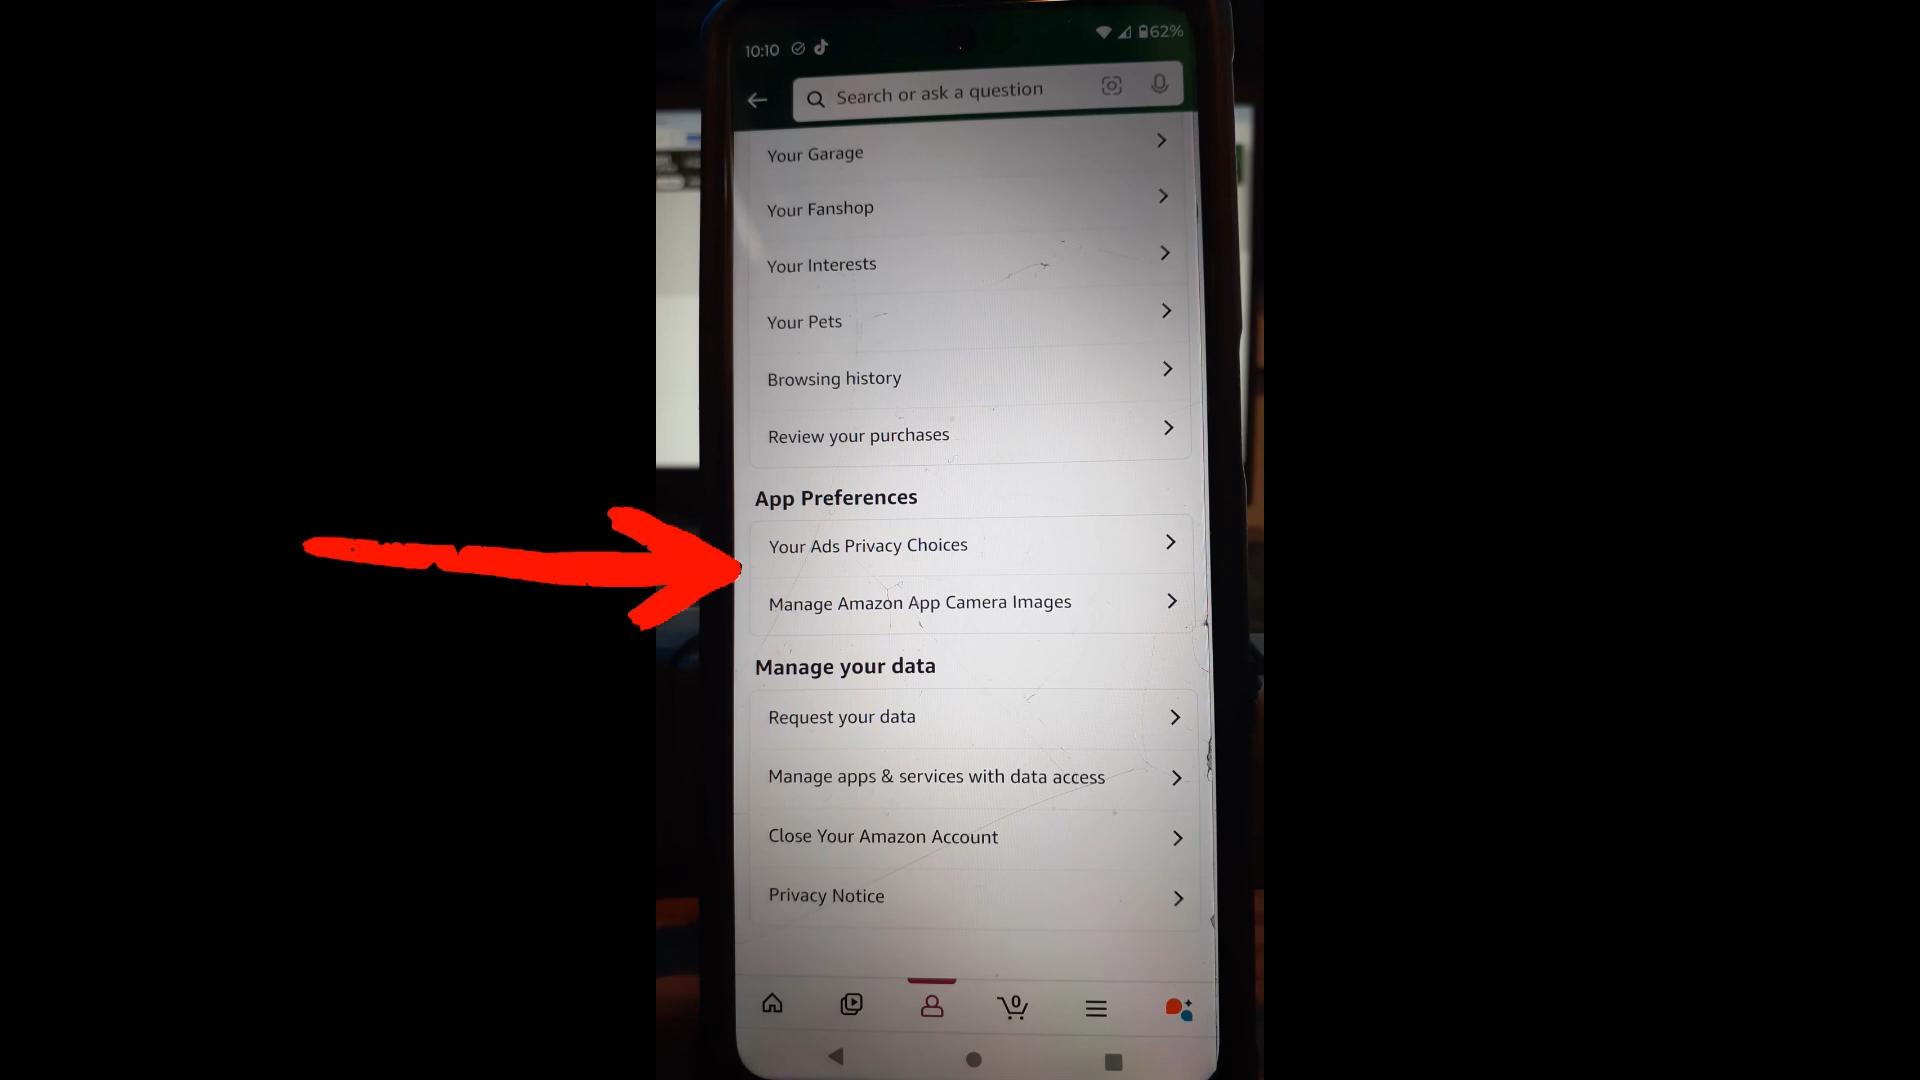 10:10
62%
Search or ask a question
Your Garage
Your Fanshop
Your Interests
Your Pets
Browsing history
Review your purchases
App Preferences
Your Ads Privacy Choices
Manage Amazon App Camera Images
Manage your data
Request your data
Manage apps & services with data access
Close Your Amazon Account
Privacy Notice
0